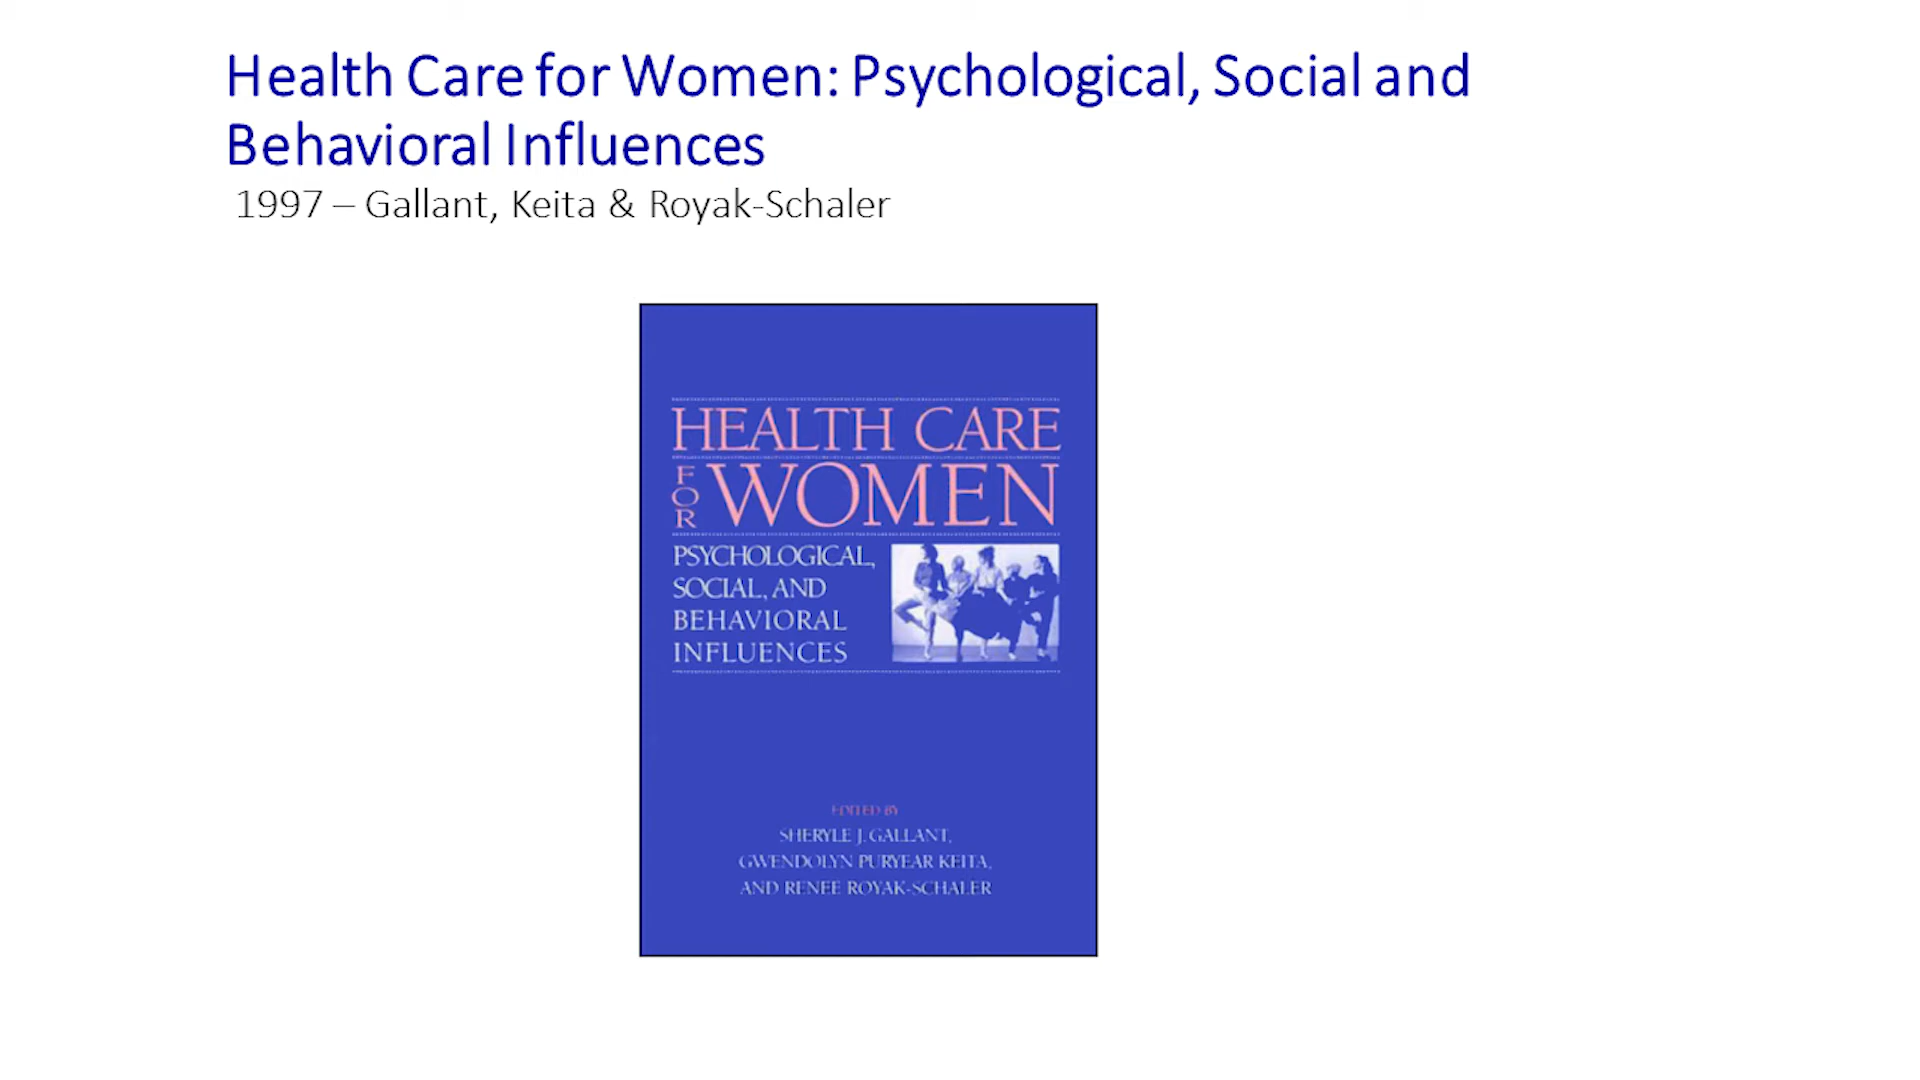 Health Care for Women: Psychological, Social and
Behavioral Influences
1997 – Gallant, Keita & Royak-Schaler
HEALTH CARE
FOR WOMEN
PSYCHOLOGICAL,
SOCIAL, AND
BEHAVIORAL
INFLUENCES
EDITED BY
SHERYLE J. GALLANT,
GWENDOLYN PURYEAR KEITA,
AND RENEE ROYAK-SCHALER